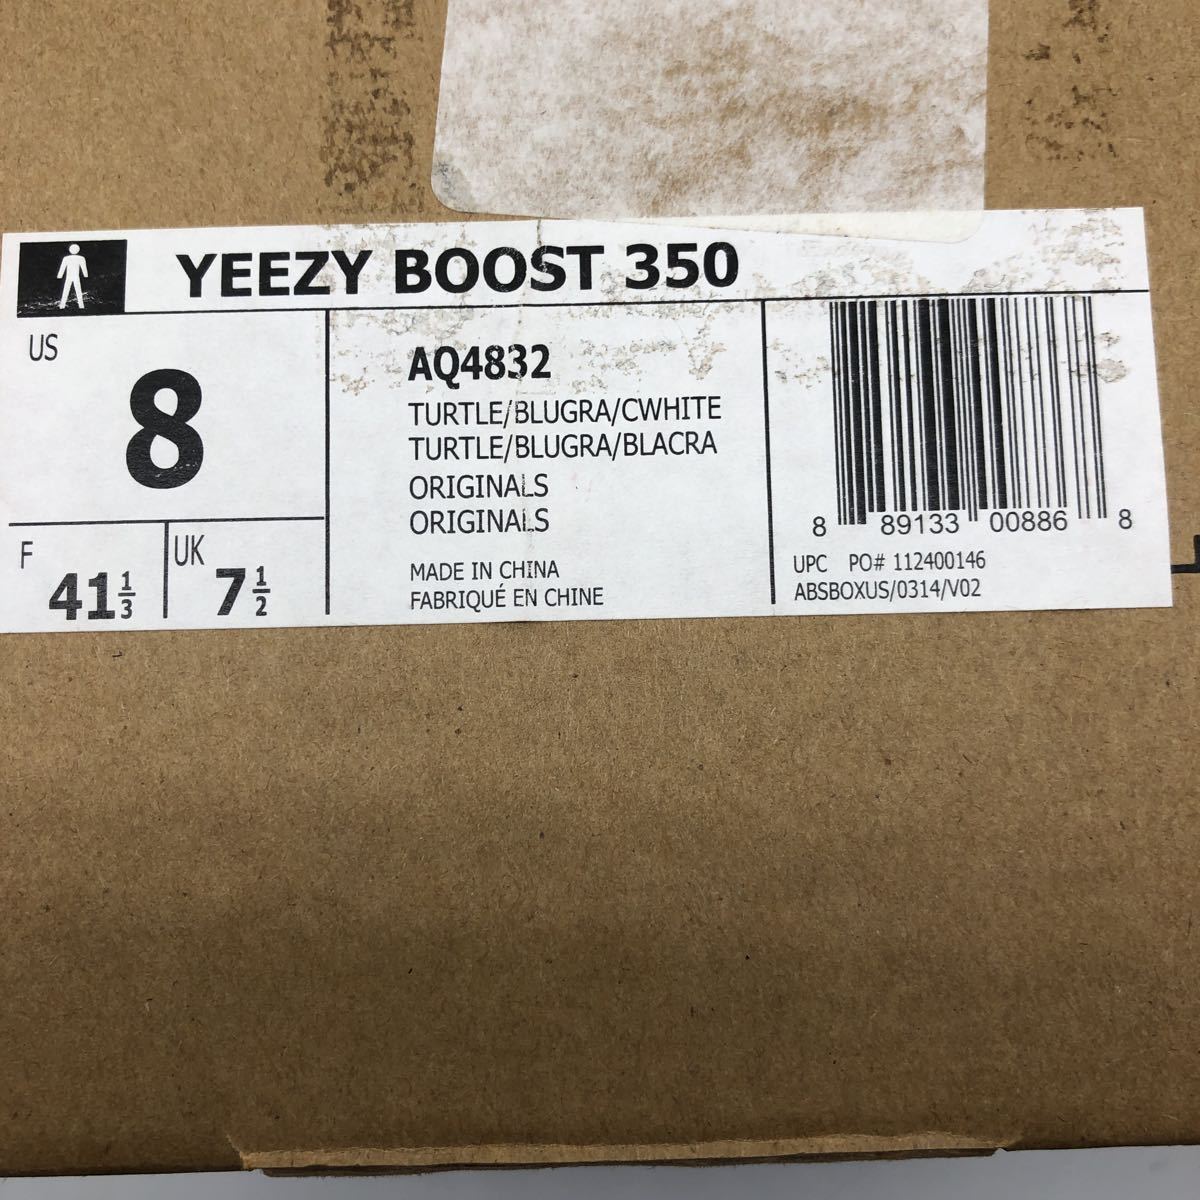 YEEZY BOOST 350
US
8
F
41 1/3
UK
7 1/2
AQ4832
TURTLE/BLUGRA/CWHITE
TURTLE/BLUGRA/BLACRA
ORIGINALS
ORIGINALS
MADE IN CHINA
FABRIQUÉ EN CHINE
8 89133 00886 8
UPC PO# 112400146
ABSBOXUS/0314/V02